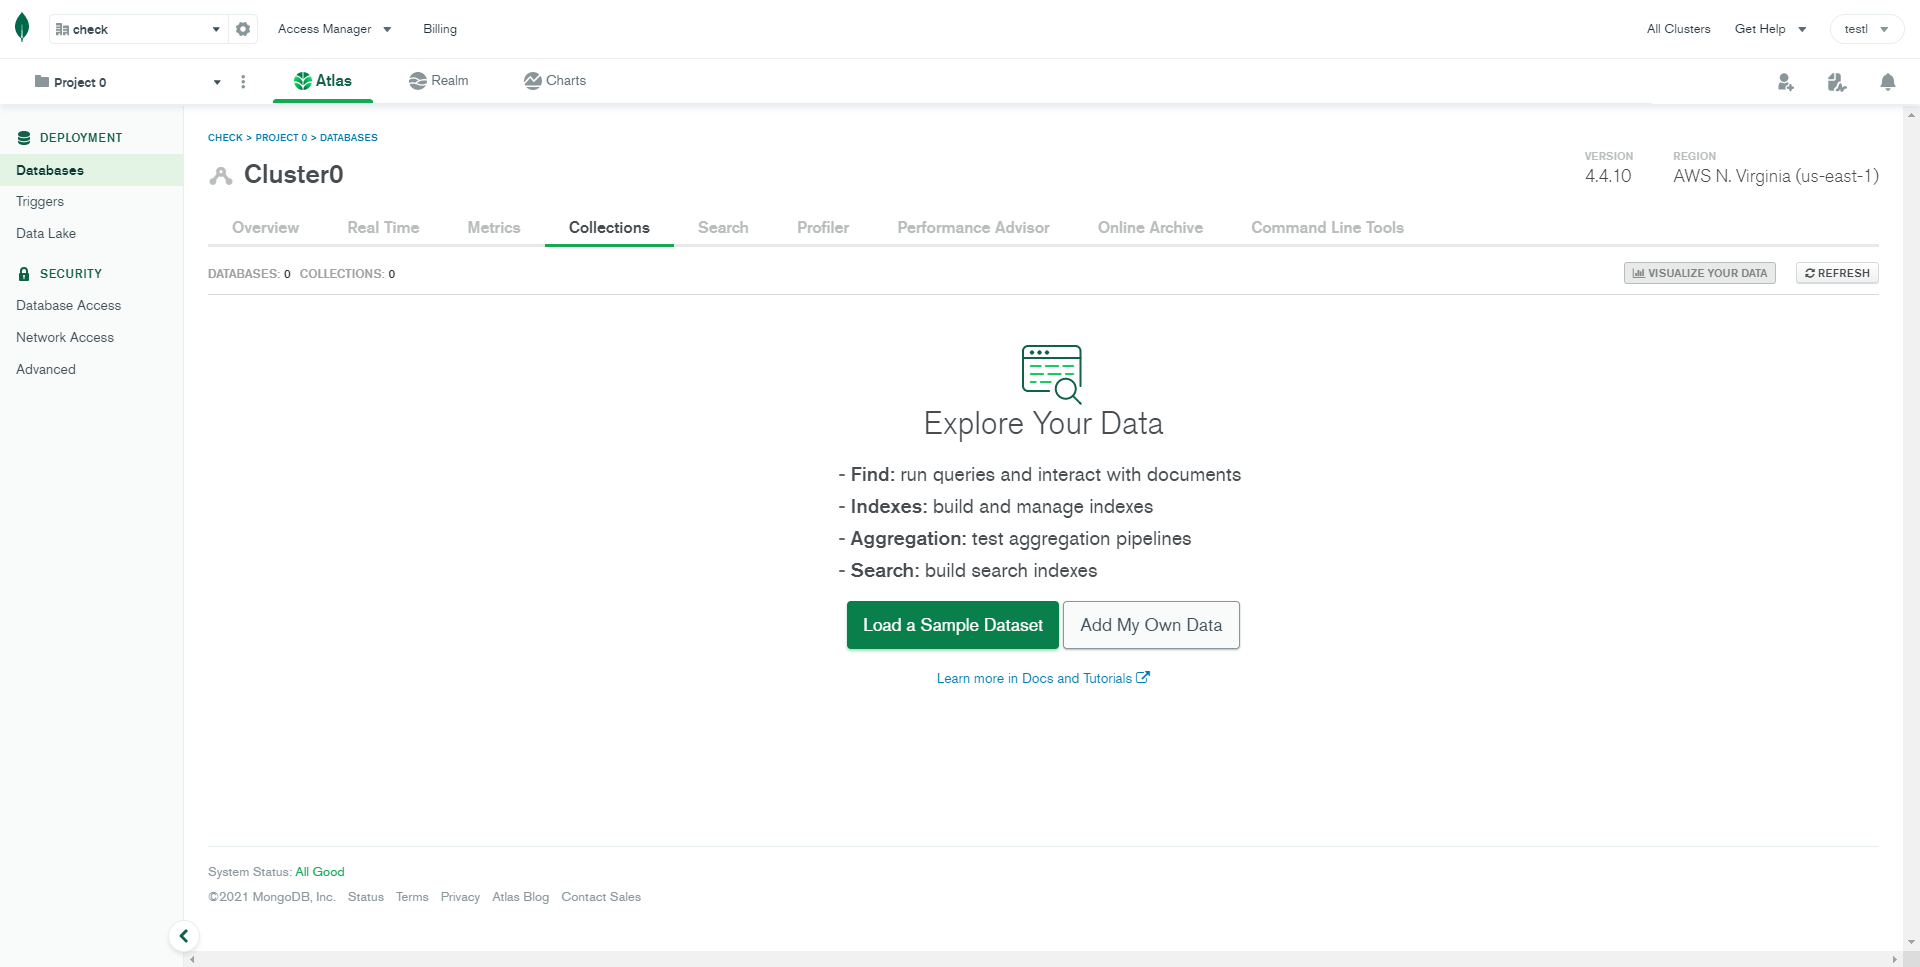 check
Access Manager
Billing
All Clusters
Get Help
testl
Project 0
Atlas
Realm
Charts
DEPLOYMENT
Databases
Triggers
Data Lake
SECURITY
Database Access
Network Access
Advanced
CHECK > PROJECT 0 > DATABASES
Cluster0
VERSION
4.4.10
REGION
AWS N. Virginia (us-east-1)
Overview
Real Time
Metrics
Collections
Search
Profiler
Performance Advisor
Online Archive
Command Line Tools
DATABASES: 0 COLLECTIONS: 0
VISUALIZE YOUR DATA
REFRESH
Explore Your Data
- Find: run queries and interact with documents
- Indexes: build and manage indexes
- Aggregation: test aggregation pipelines
- Search: build search indexes
Load a Sample Dataset
Add My Own Data
Learn more in Docs and Tutorials
System Status: All Good
©2021 MongoDB, Inc. Status Terms Privacy Atlas Blog Contact Sales